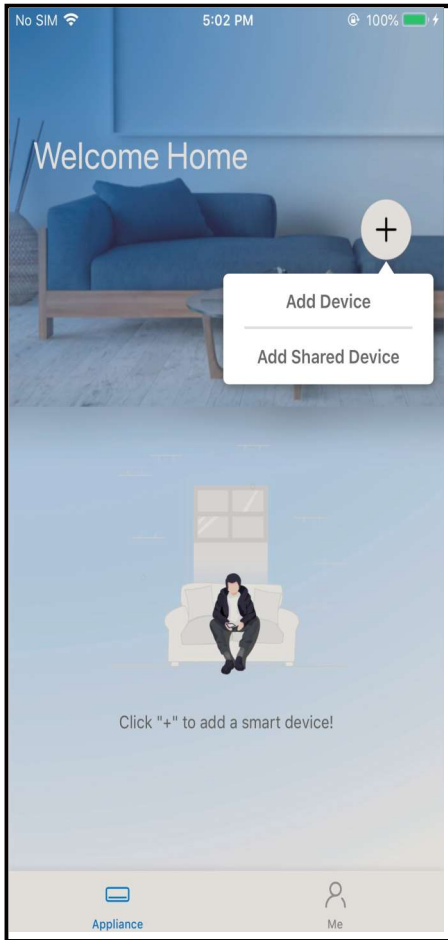 No SIM 5:02 PM 100%
Welcome Home
+
Add Device
Add Shared Device
Click "+" to add a smart device!
Appliance Me